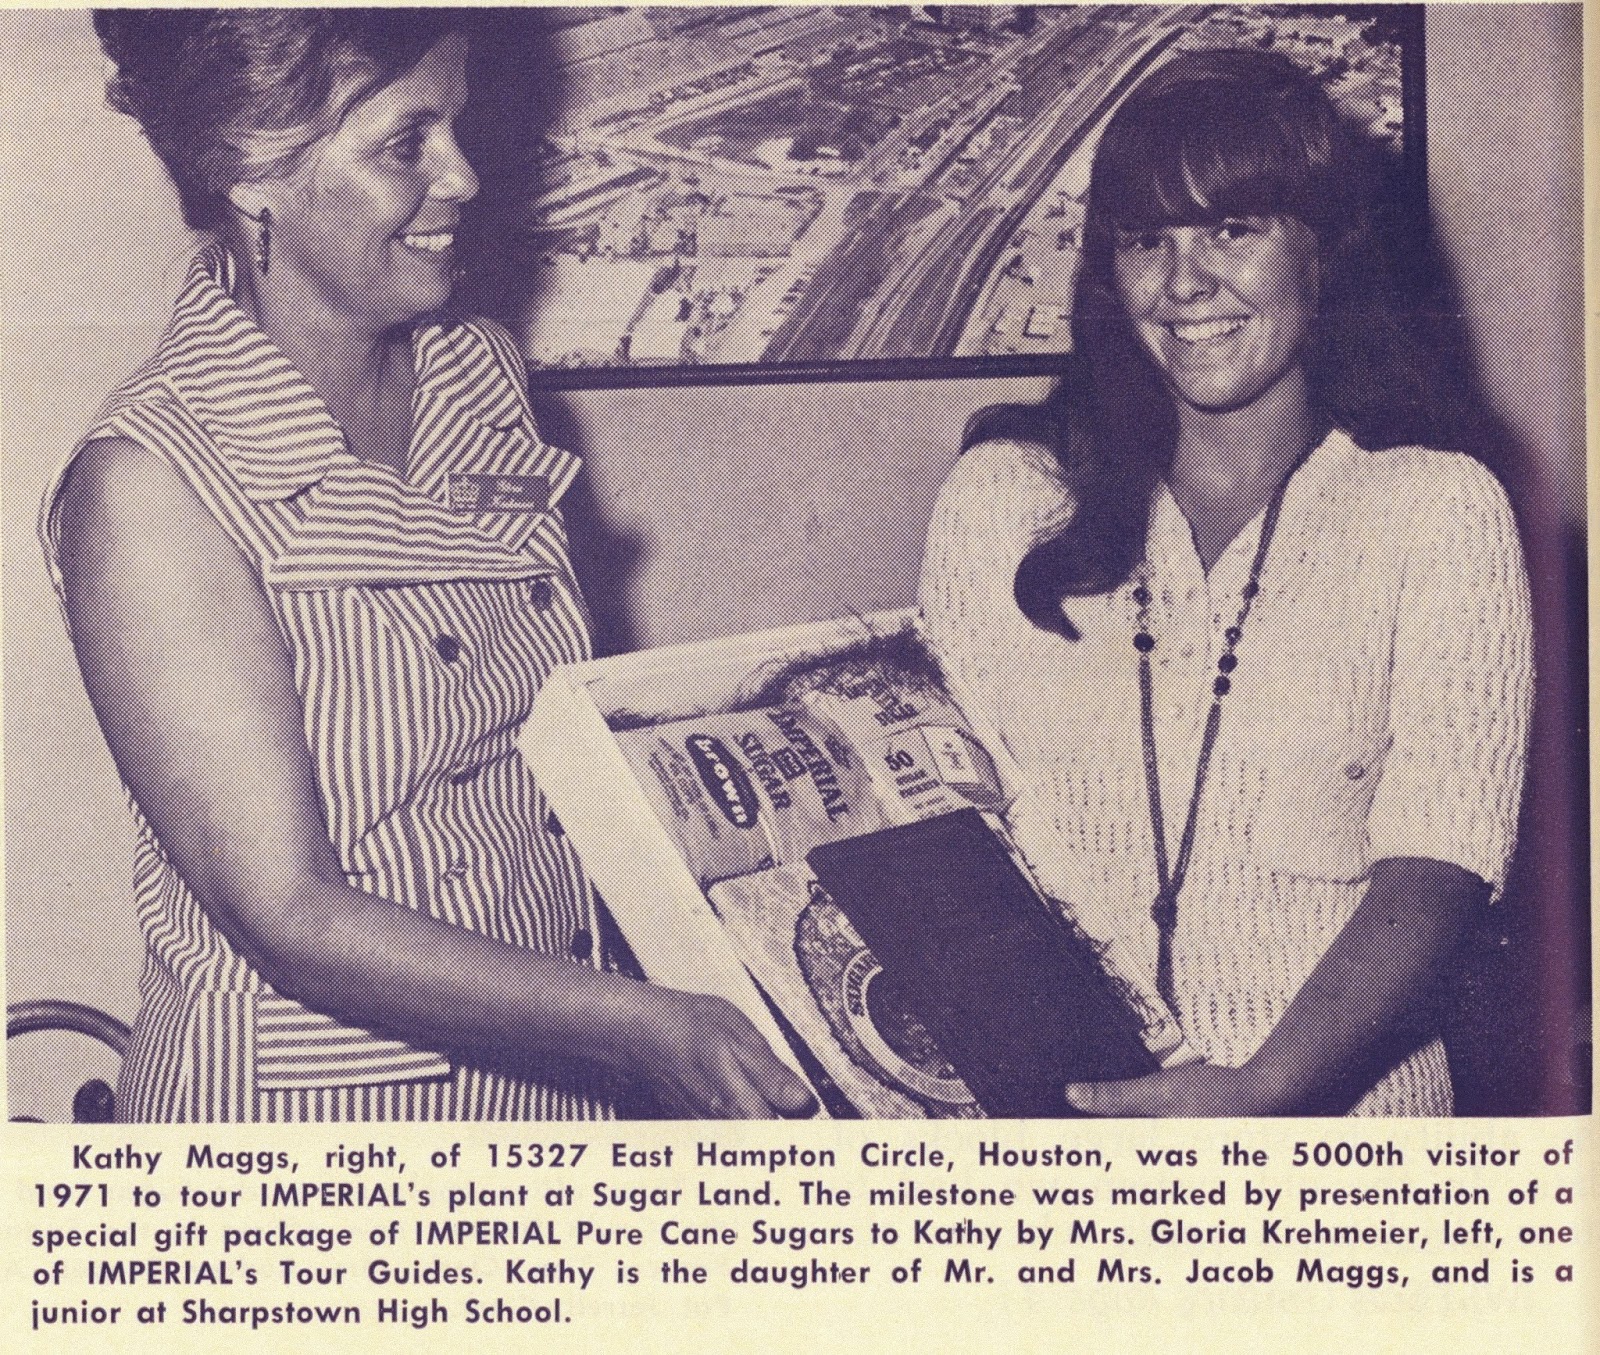 IMPERIAL
SUGAR
brown
50
SUGAR
Kathy Maggs, right, of 15327 East Hampton Circle, Houston, was the 5000th visitor of
1971 to tour IMPERIAL's plant at Sugar Land. The milestone was marked by presentation of a
special gift package of IMPERIAL Pure Cane Sugars to Kathy by Mrs. Gloria Krehmeier, left, one
of IMPERIAL's Tour Guides. Kathy is the daughter of Mr. and Mrs. Jacob Maggs, and is a
junior at Sharpstown High School.